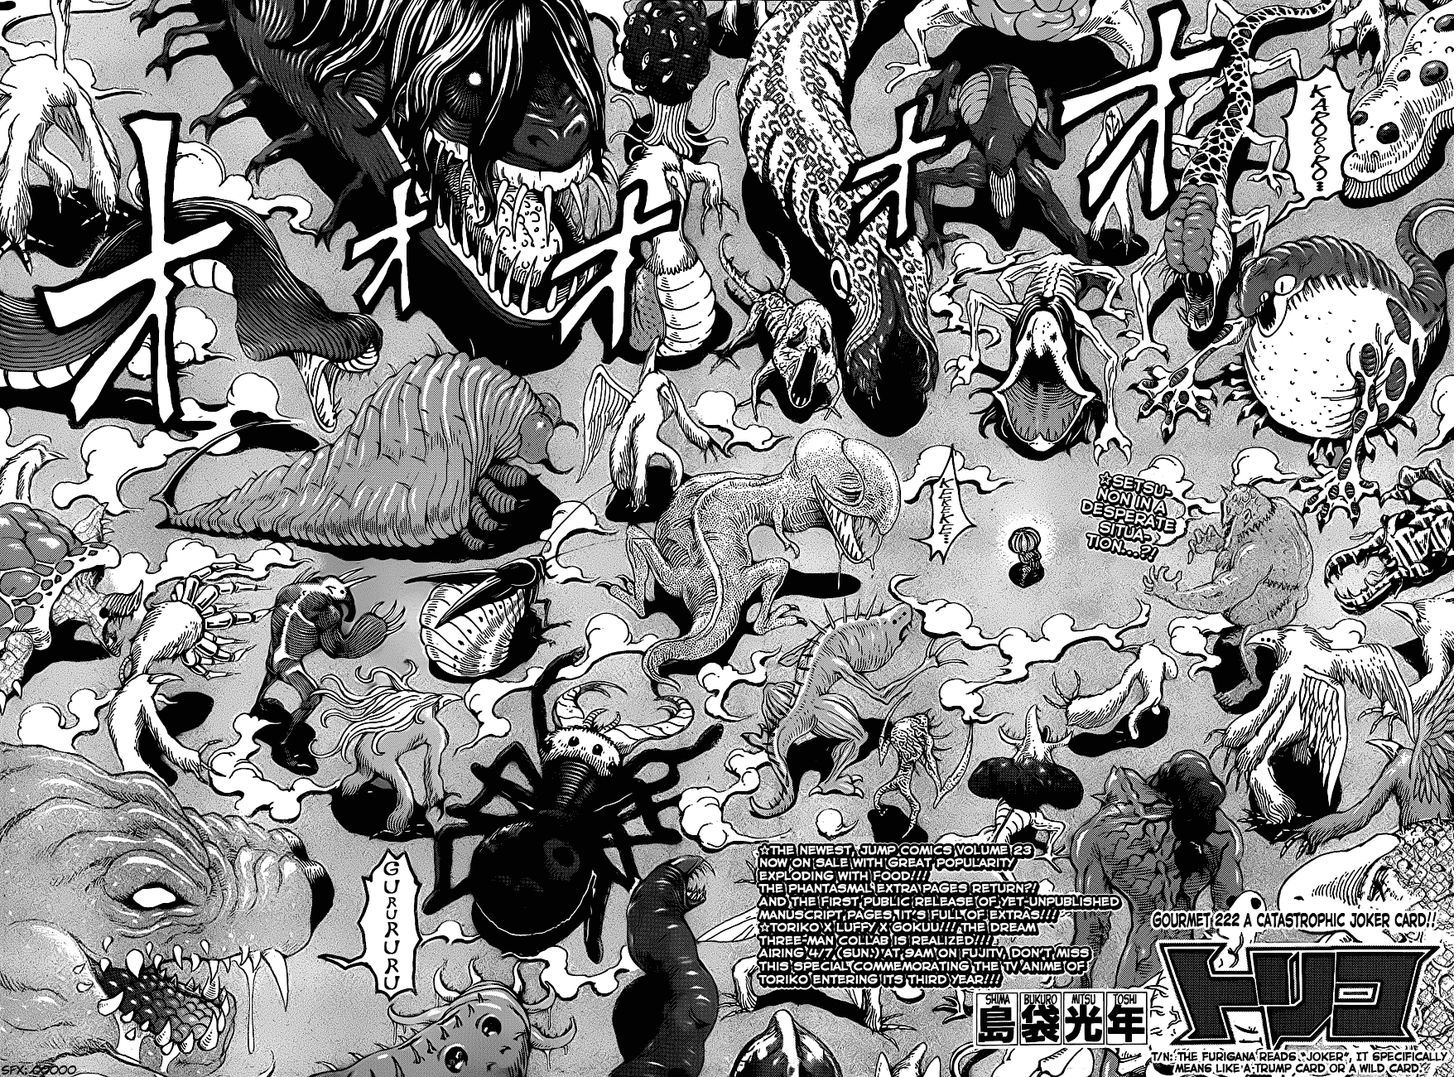 オオオオオ
KAROORO...
KEEKE...
☆SETSU-
NON IN A
DESPERATE
SITUA-
TION...?!
GURURURU
☆THE NEWEST JUMP COMICS VOLUME 23
NOW ON SALE WITH GREAT POPULARITY
EXPLODING WITH FOOD!!!
THE PHANTASMAL EXTRA PAGES RETURN?!
AND THE FIRST PUBLIC RELEASE OF YET-UNPUBLISHED
MANUSCRIPT PAGES, IT'S FULL OF EXTRAS!!!
☆TORIKO X LUFFY X GOKUU!!! THE DREAM
THREE-MAN COLLAB IS REALIZED!!!
AIRING 4/7, (SUN.) AT 9AM ON FUJITV, DON'T MISS
THIS SPECIAL COMMEMORATING THE TV ANIME OF
TORIKO ENTERING ITS THIRD YEAR!!!
GOURMET 222 A CATASTROPHIC JOKER CARD!!
トリコ
SHIMA BUKURO MITSU TOSHI
島袋光年
T/N: THE FURIGANA READS "JOKER", IT SPECIFICALLY
MEANS LIKE A TRUMP CARD OR A WILD CARD.
SFX: OOOOO